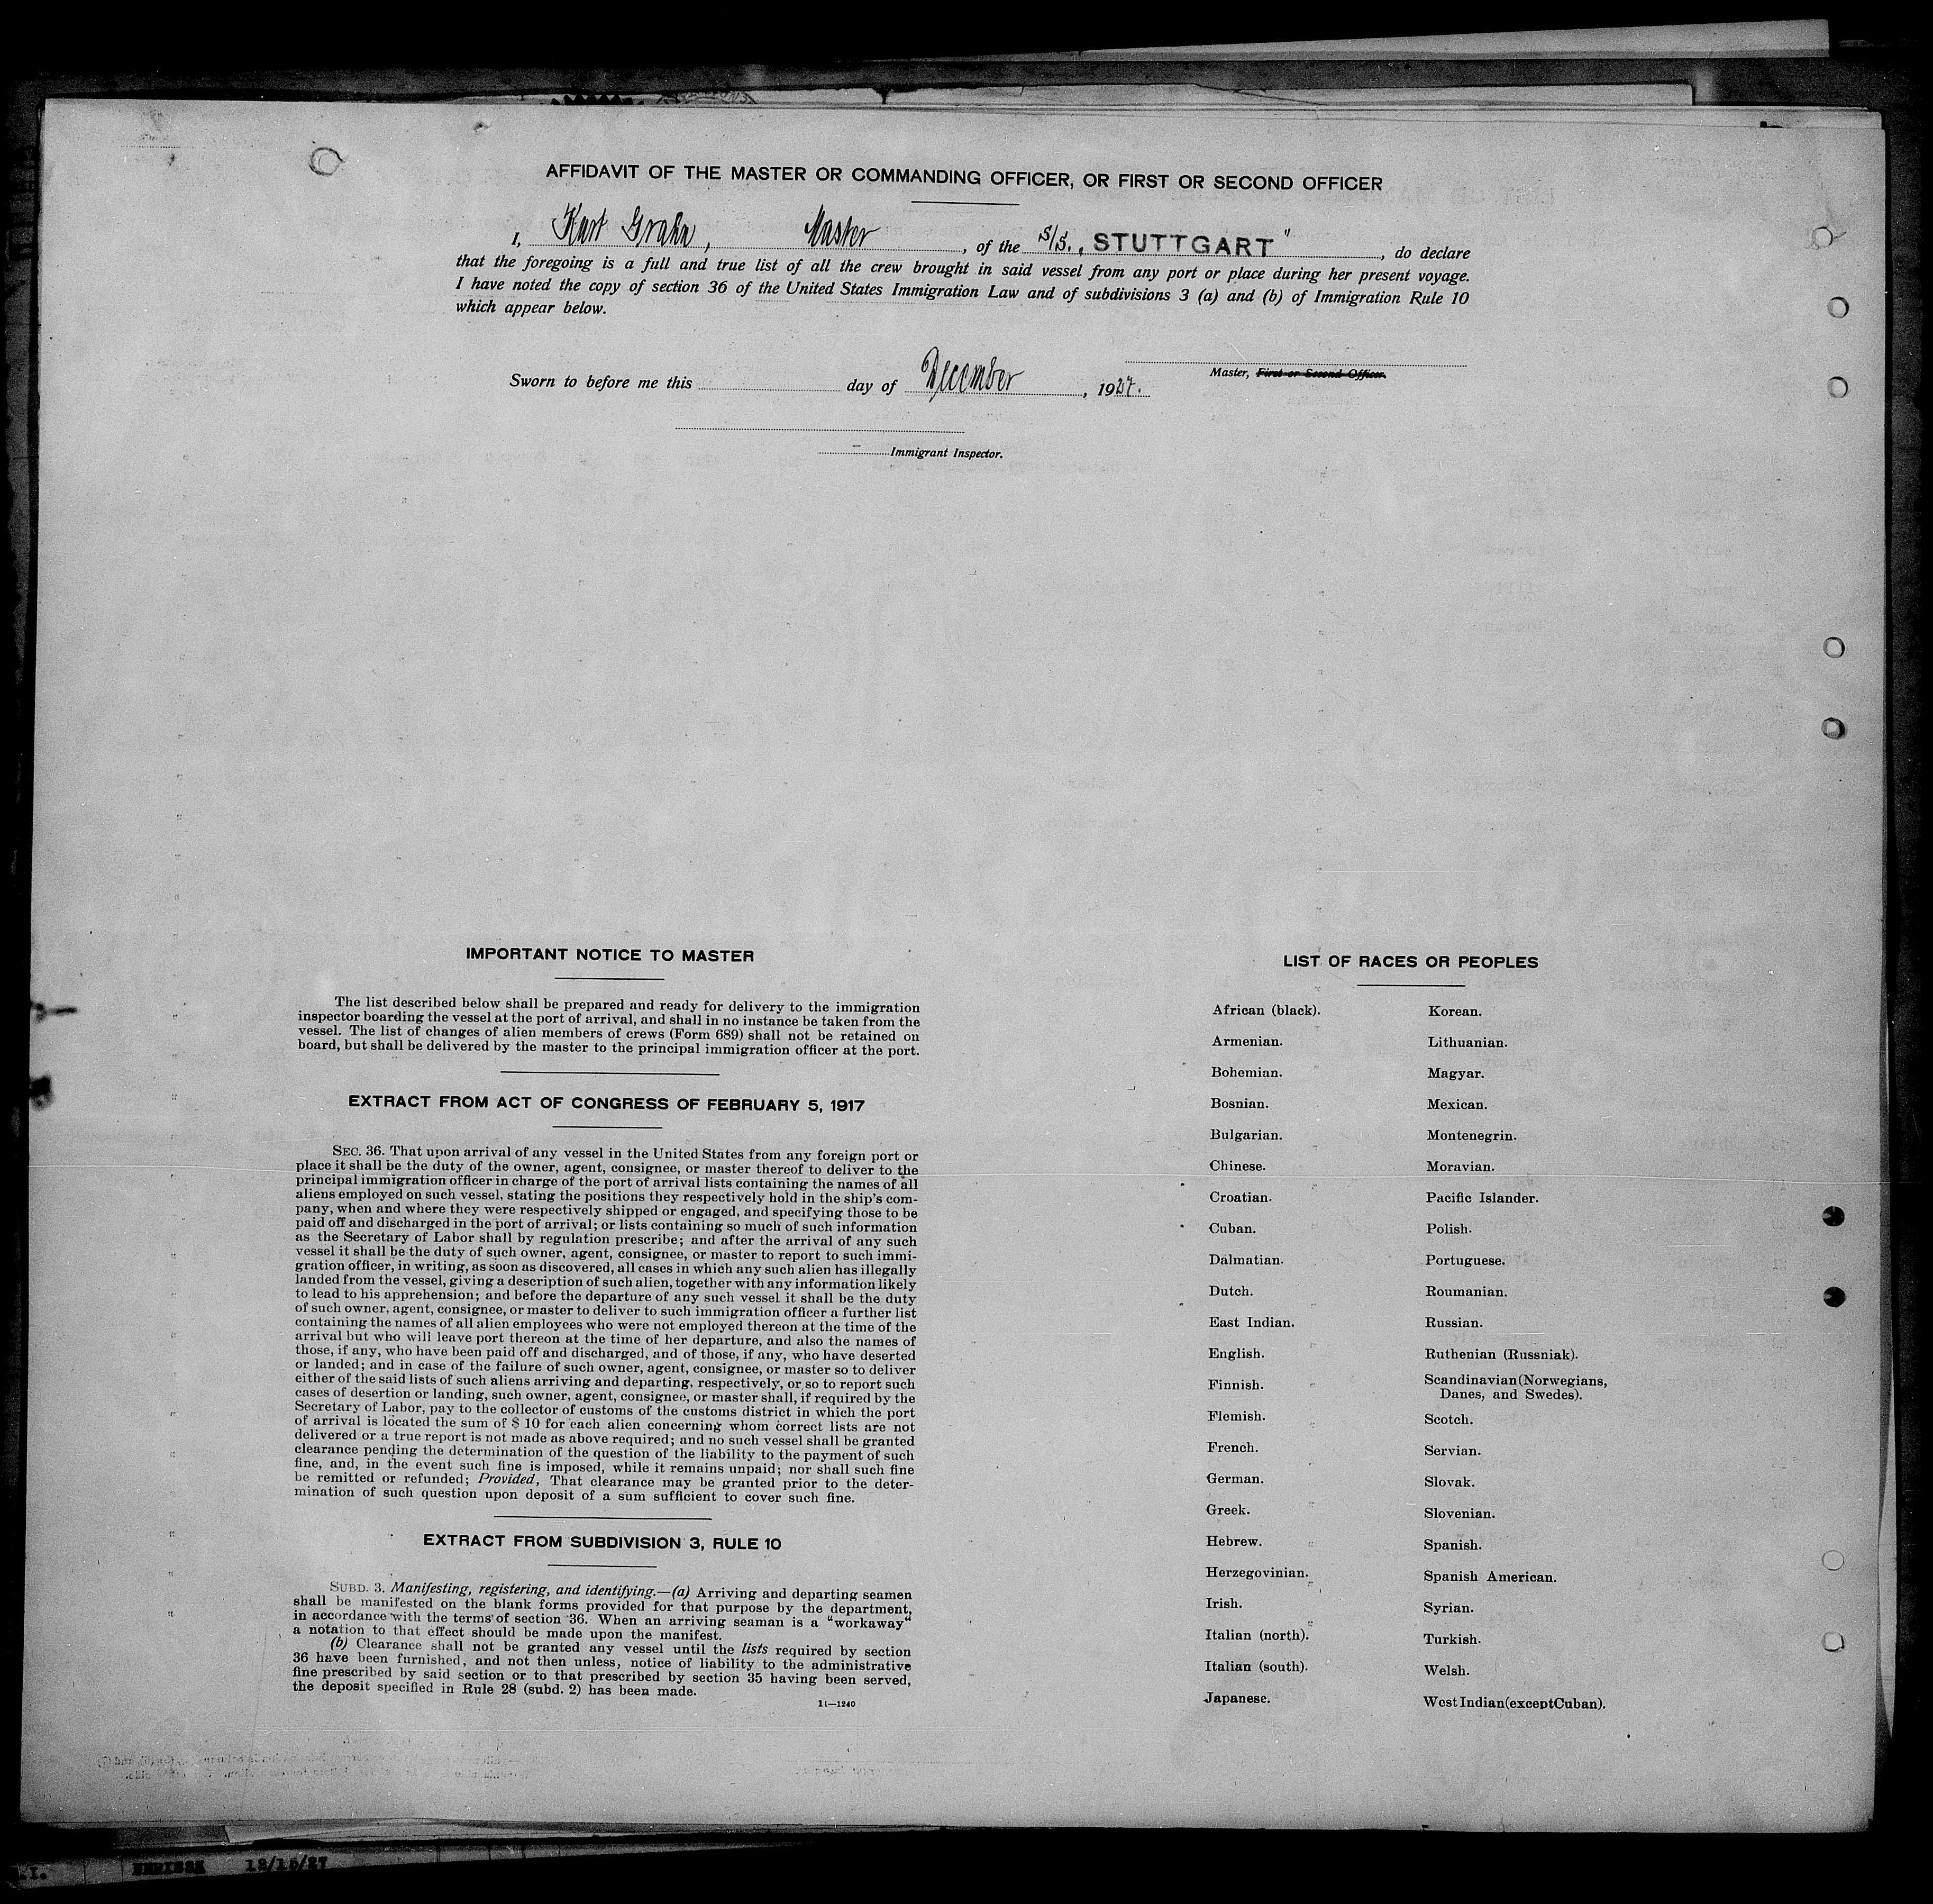 AFFIDAVIT OF THE MASTER OR COMMANDING OFFICER, OR FIRST OR SECOND OFFICER
I, Kurt Grahn, Master, of the S/S. „STUTTGART", do declare
that the foregoing is a full and true list of all the crew brought in said vessel from any port or place during her present voyage.
I have noted the copy of section 36 of the United States Immigration Law and of subdivisions 3 (a) and (b) of Immigration Rule 10
which appear below.
Master, First or Second Officer.
Sworn to before me this day of December, 1927.
Immigrant Inspector.
IMPORTANT NOTICE TO MASTER
The list described below shall be prepared and ready for delivery to the immigration
inspector boarding the vessel at the port of arrival, and shall in no instance be taken from the
vessel. The list of changes of alien members of crews (Form 689) shall not be retained on
board, but shall be delivered by the master to the principal immigration officer at the port.
EXTRACT FROM ACT OF CONGRESS OF FEBRUARY 5, 1917
SEC. 36. That upon arrival of any vessel in the United States from any foreign port or
place it shall be the duty of the owner, agent, consignee, or master thereof to deliver to the
principal immigration officer in charge of the port of arrival lists containing the names of all
aliens employed on such vessel, stating the positions they respectively hold in the ship's com-
pany, when and where they were respectively shipped or engaged, and specifying those to be
paid off and discharged in the port of arrival; or lists containing so much of such information
as the Secretary of Labor shall by regulation prescribe; and after the arrival of any such
vessel it shall be the duty of such owner, agent, consignee, or master to report to such immi-
gration officer, in writing, as soon as discovered, all cases in which any such alien has illegally
landed from the vessel, giving a description of such alien, together with any information likely
to lead to his apprehension; and before the departure of any such vessel it shall be the duty
of such owner, agent, consignee, or master to deliver to such immigration officer a further list
containing the names of all alien employees who were not employed thereon at the time of the
arrival but who will leave port thereon at the time of her departure, and also the names of
those, if any, who have been paid off and discharged, and of those, if any, who have deserted
or landed; and in case of the failure of such owner, agent, consignee, or master so to deliver
either of the said lists of such aliens arriving and departing, respectively, or so to report such
cases of desertion or landing, such owner, agent, consignee, or master shall, if required by the
Secretary of Labor, pay to the collector of customs of the customs district in which the port
of arrival is located the sum of $ 10 for each alien concerning whom correct lists are not
delivered or a true report is not made as above required; and no such vessel shall be granted
clearance pending the determination of the question of the liability to the payment of such
fine, and, in the event such fine is imposed, while it remains unpaid; nor shall such fine
be remitted or refunded; Provided, That clearance may be granted prior to the deter-
mination of such question upon deposit of a sum sufficient to cover such fine.
EXTRACT FROM SUBDIVISION 3, RULE 10
SUBD. 3. Manifesting, registering, and identifying.—(a) Arriving and departing seamen
shall be manifested on the blank forms provided for that purpose by the department,
in accordance with the terms of section 36. When an arriving seaman is a "workaway"
a notation to that effect should be made upon the manifest.
(b) Clearance shall not be granted any vessel until the lists required by section
36 have been furnished, and not then unless, notice of liability to the administrative
fine prescribed by said section or to that prescribed by section 35 having been served,
the deposit specified in Rule 28 (subd. 2) has been made.
11—1240
LIST OF RACES OR PEOPLES
African (black).
Armenian.
Bohemian.
Bosnian.
Bulgarian.
Chinese.
Croatian.
Cuban.
Dalmatian.
Dutch.
East Indian.
English.
Finnish.
Flemish.
French.
German.
Greek.
Hebrew.
Herzegovinian.
Irish.
Italian (north).
Italian (south).
Japanese.
Korean.
Lithuanian.
Magyar.
Mexican.
Montenegrin.
Moravian.
Pacific Islander.
Polish.
Portuguese.
Roumanian.
Russian.
Ruthenian (Russniak).
Scandinavian (Norwegians,
Danes, and Swedes).
Scotch.
Servian.
Slovak.
Slovenian.
Spanish.
Spanish American.
Syrian.
Turkish.
Welsh.
West Indian (except Cuban).
12/15/27